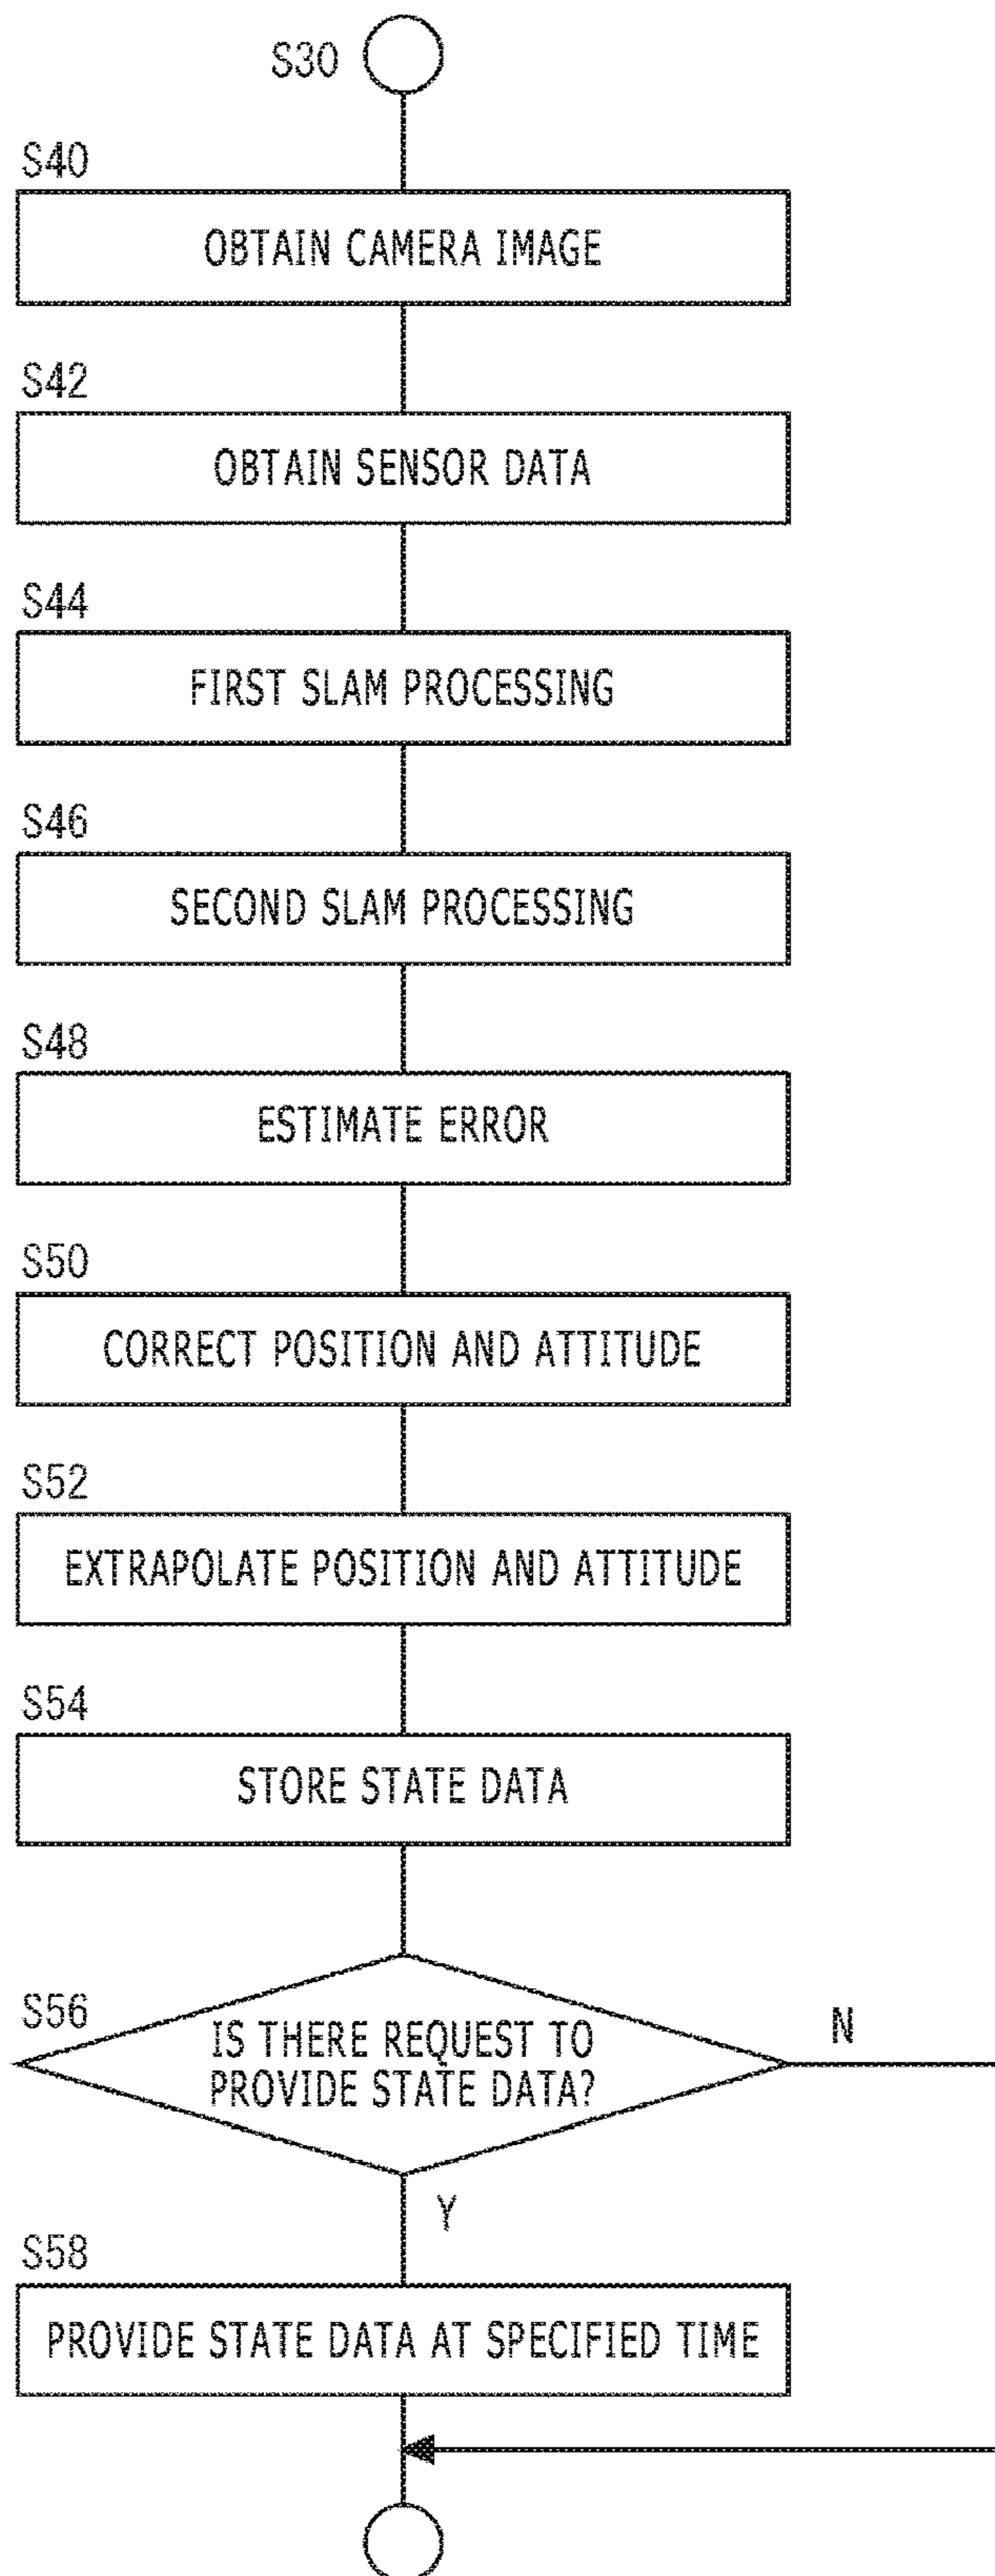 S30
S40
OBTAIN CAMERA IMAGE
S42
OBTAIN SENSOR DATA
S44
FIRST SLAM PROCESSING
S46
SECOND SLAM PROCESSING
S48
ESTIMATE ERROR
S50
CORRECT POSITION AND ATTITUDE
S52
EXTRAPOLATE POSITION AND ATTITUDE
S54
STORE STATE DATA
S56
IS THERE REQUEST TO
PROVIDE STATE DATA?
N
Y
S58
PROVIDE STATE DATA AT SPECIFIED TIME